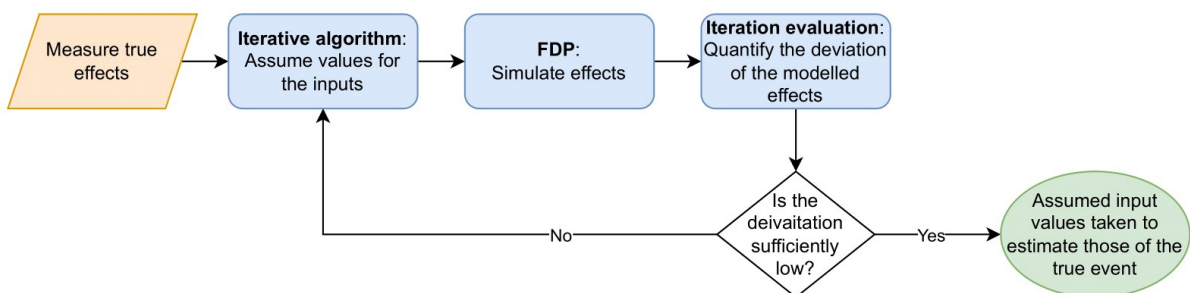 Measure true
effects
Iterative algorithm:
Assume values for
the inputs
FDP:
Simulate effects
Iteration evaluation:
Quantify the deviation
of the modelled
effects
Is the
deivaitation
sufficiently
low?
No
Yes
Assumed input
values taken to
estimate those of the
true event